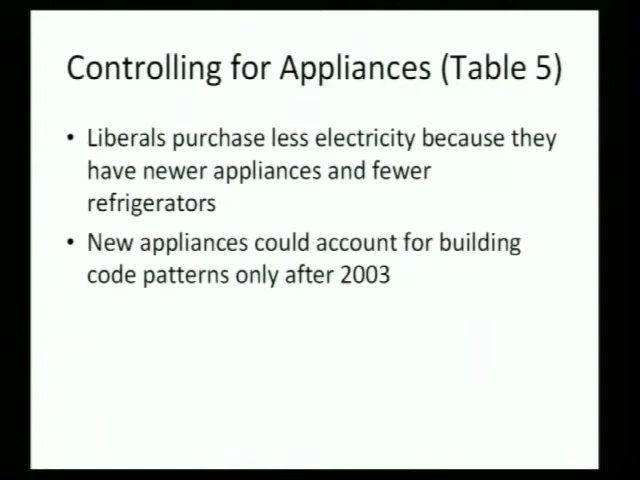 Controlling for Appliances (Table 5)
• Liberals purchase less electricity because they
have newer appliances and fewer
refrigerators
• New appliances could account for building
code patterns only after 2003